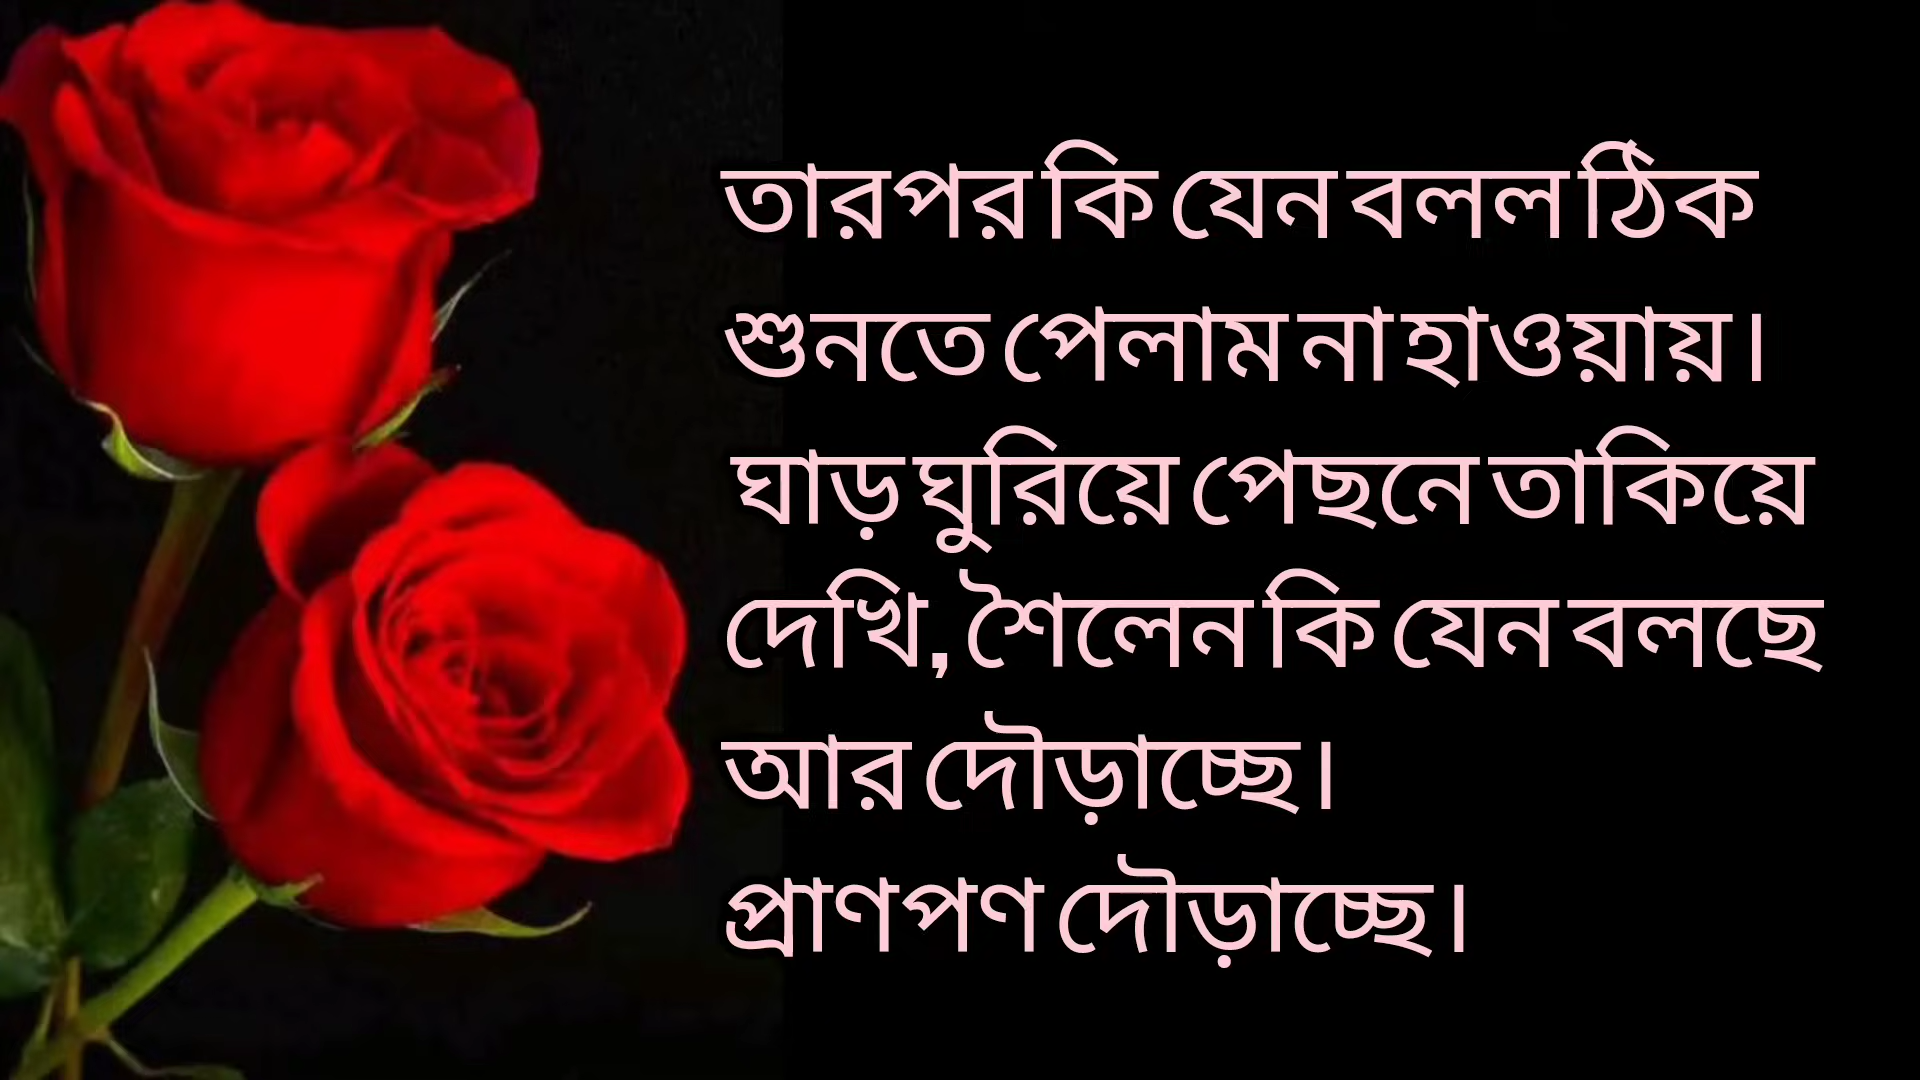 তারপর কি যেন বলল ঠিক
শুনতে পেলাম না হাওয়ায়।
ঘাড় ঘুরিয়ে পেছনে তাকিয়ে
দেখি, শৈলেন কি যেন বলছে
আর দৌড়াচ্ছে।
প্রাণপণ দৌড়াচ্ছে।